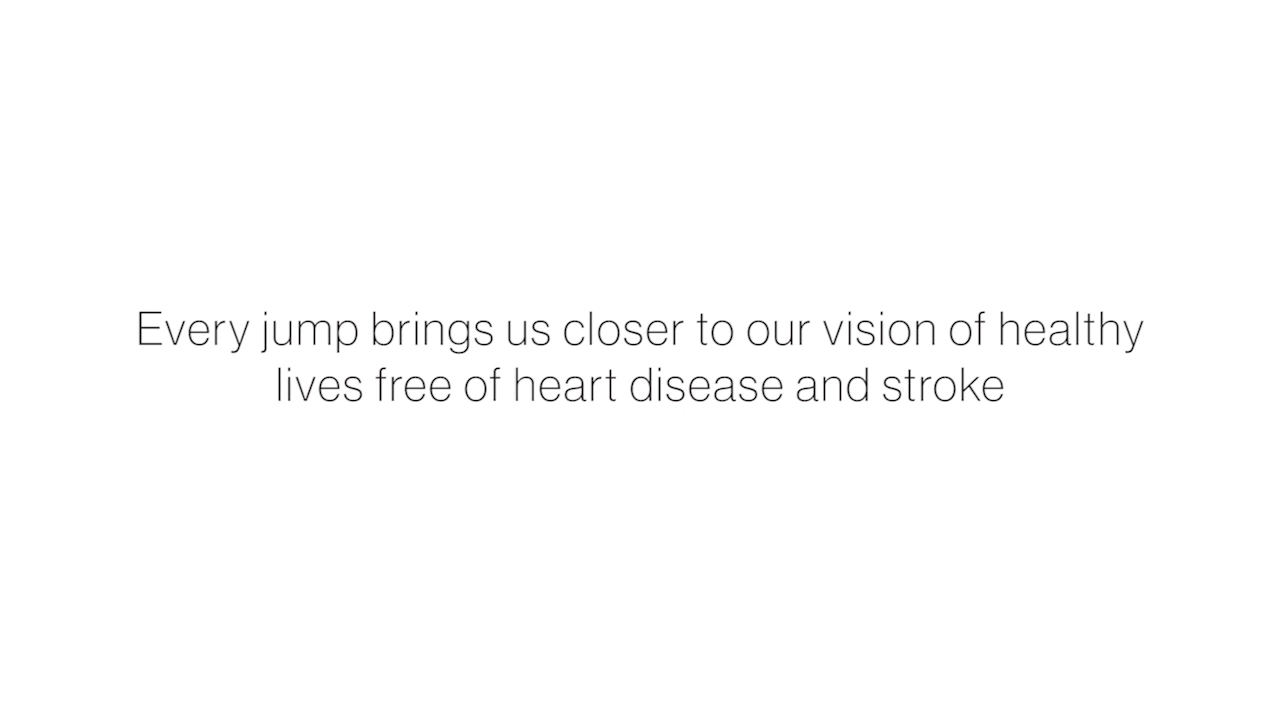 Every jump brings us closer to our vision of healthy
lives free of heart disease and stroke